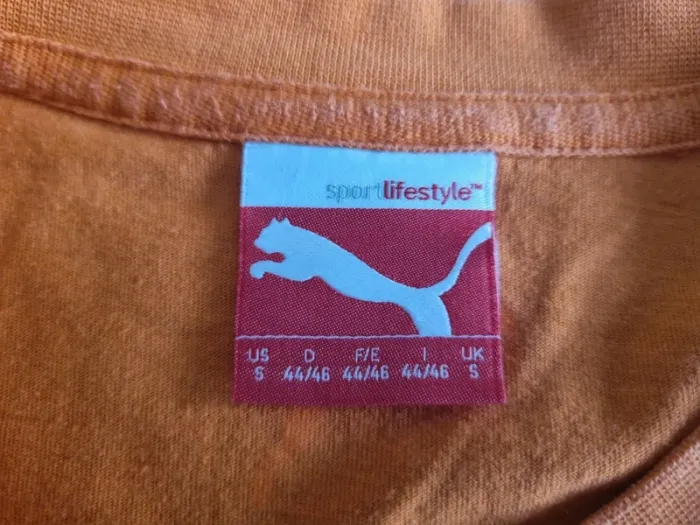 sportlifestyle™
US D F/E I UK
S 44/46 44/46 44/46 S